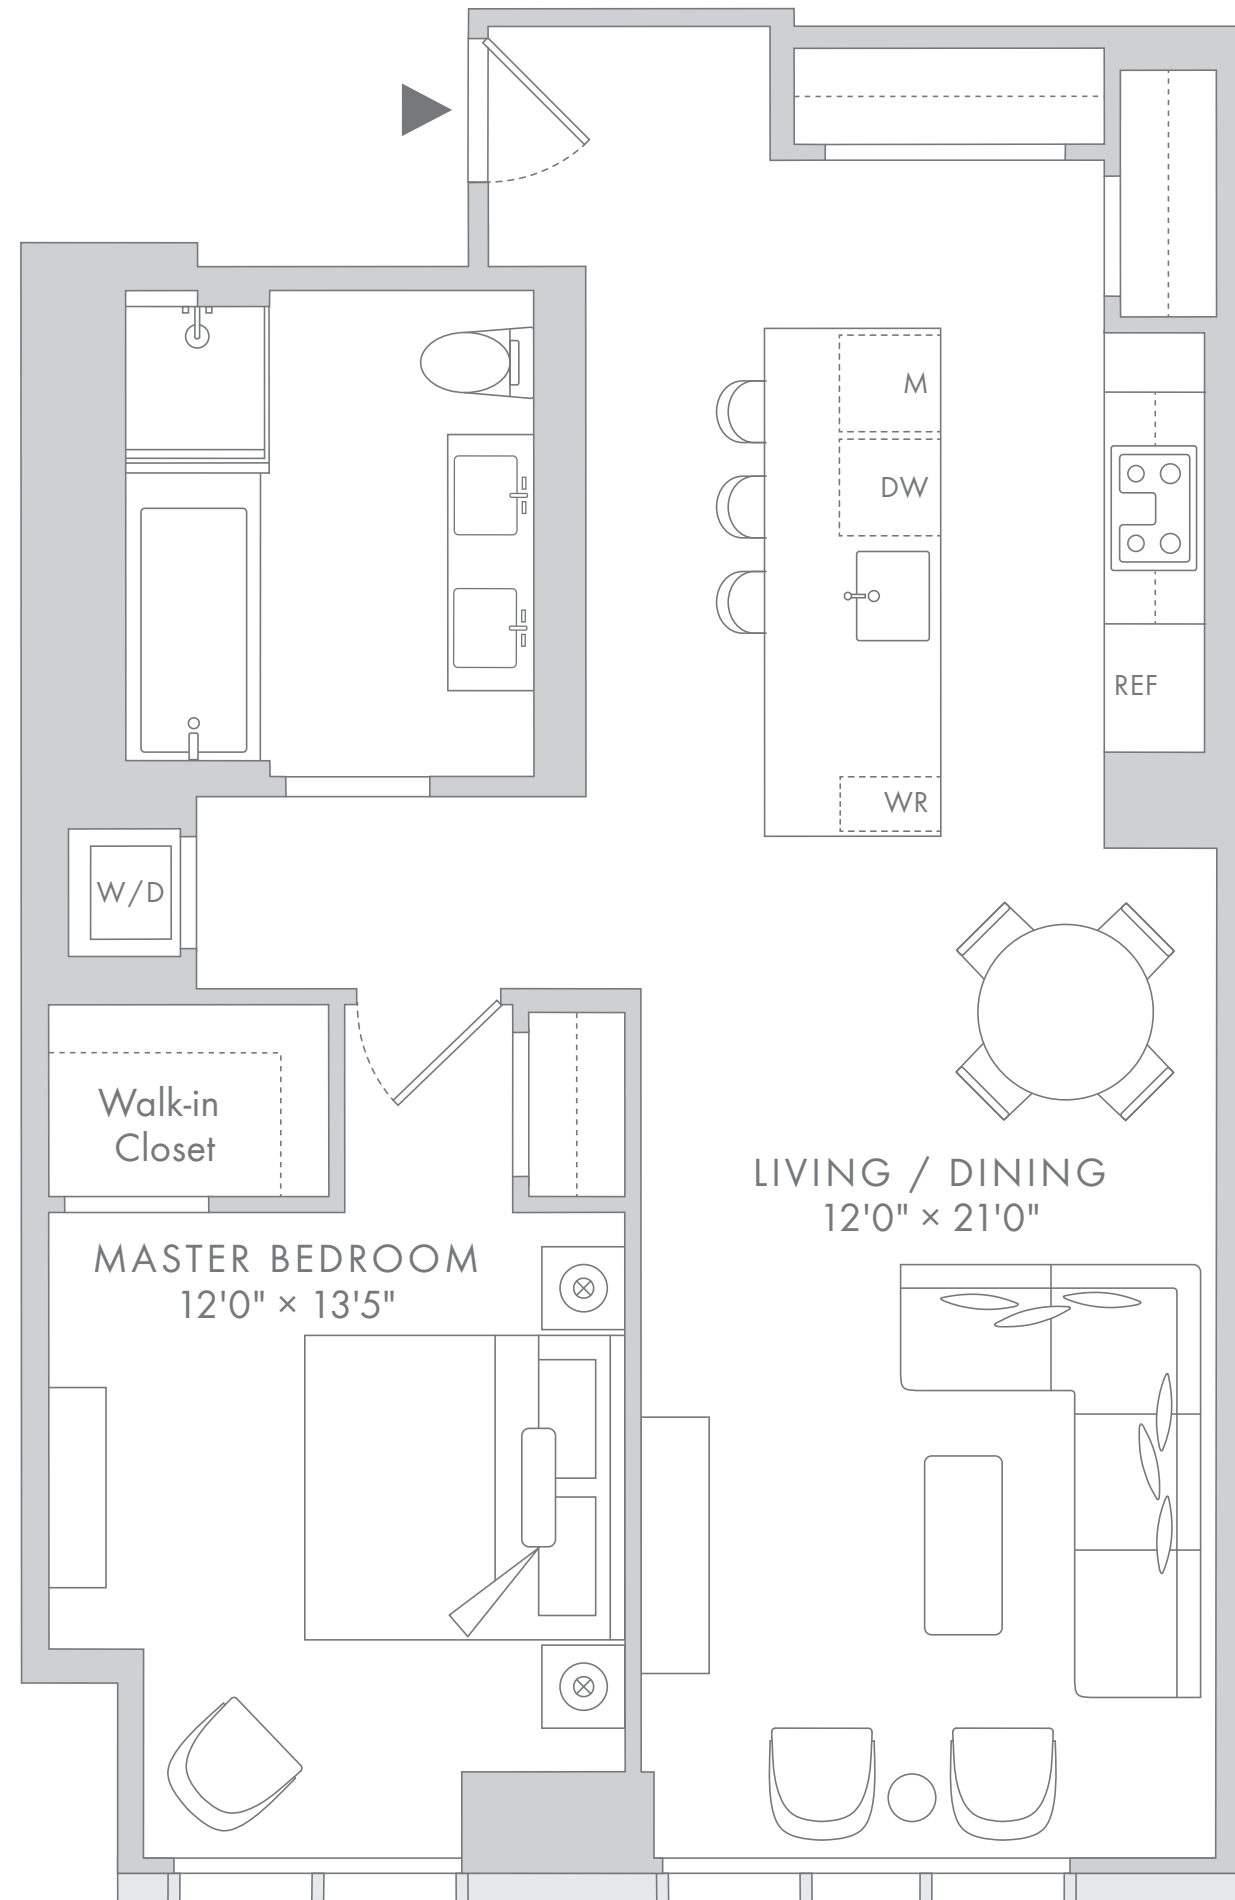 M
DW
REF
WR
W/D
Walk-in
Closet
LIVING / DINING
12'0" × 21'0"
MASTER BEDROOM
12'0" × 13'5"